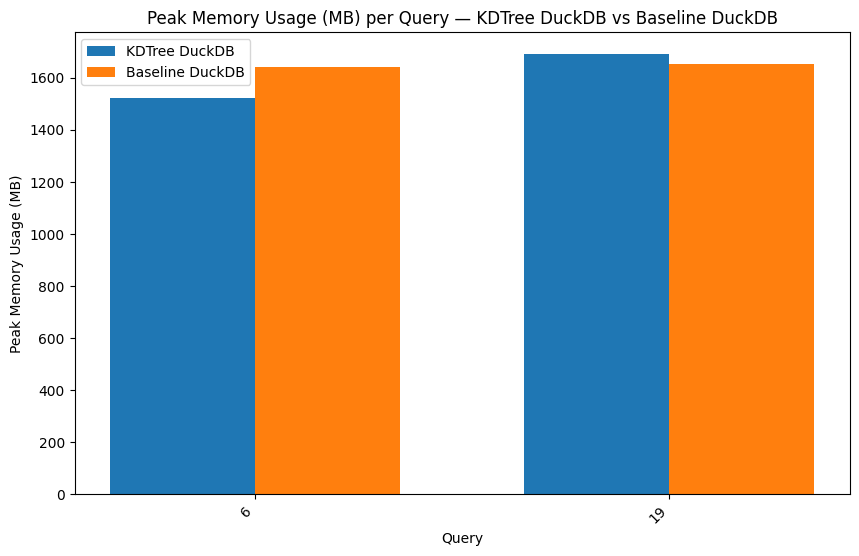 Peak Memory Usage (MB) per Query — KDTree DuckDB vs Baseline DuckDB
KDTree DuckDB
Baseline DuckDB
Peak Memory Usage (MB)
1600
1400
1200
1000
800
600
400
200
0
6
19
Query